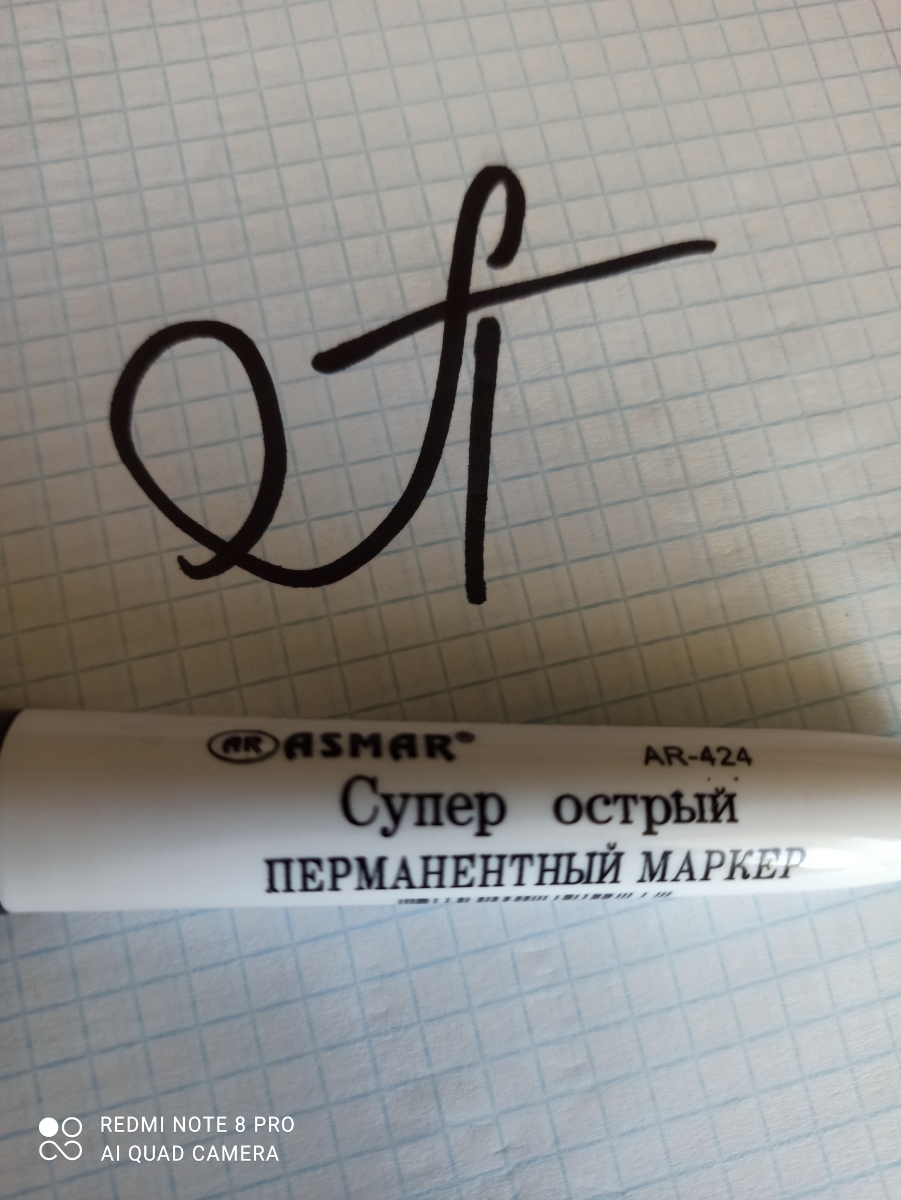 AR ASMAR®
AR-424
Супер острый
ПЕРМАНЕНТНЫЙ МАРКЕР
REDMI NOTE 8 PRO
AI QUAD CAMERA